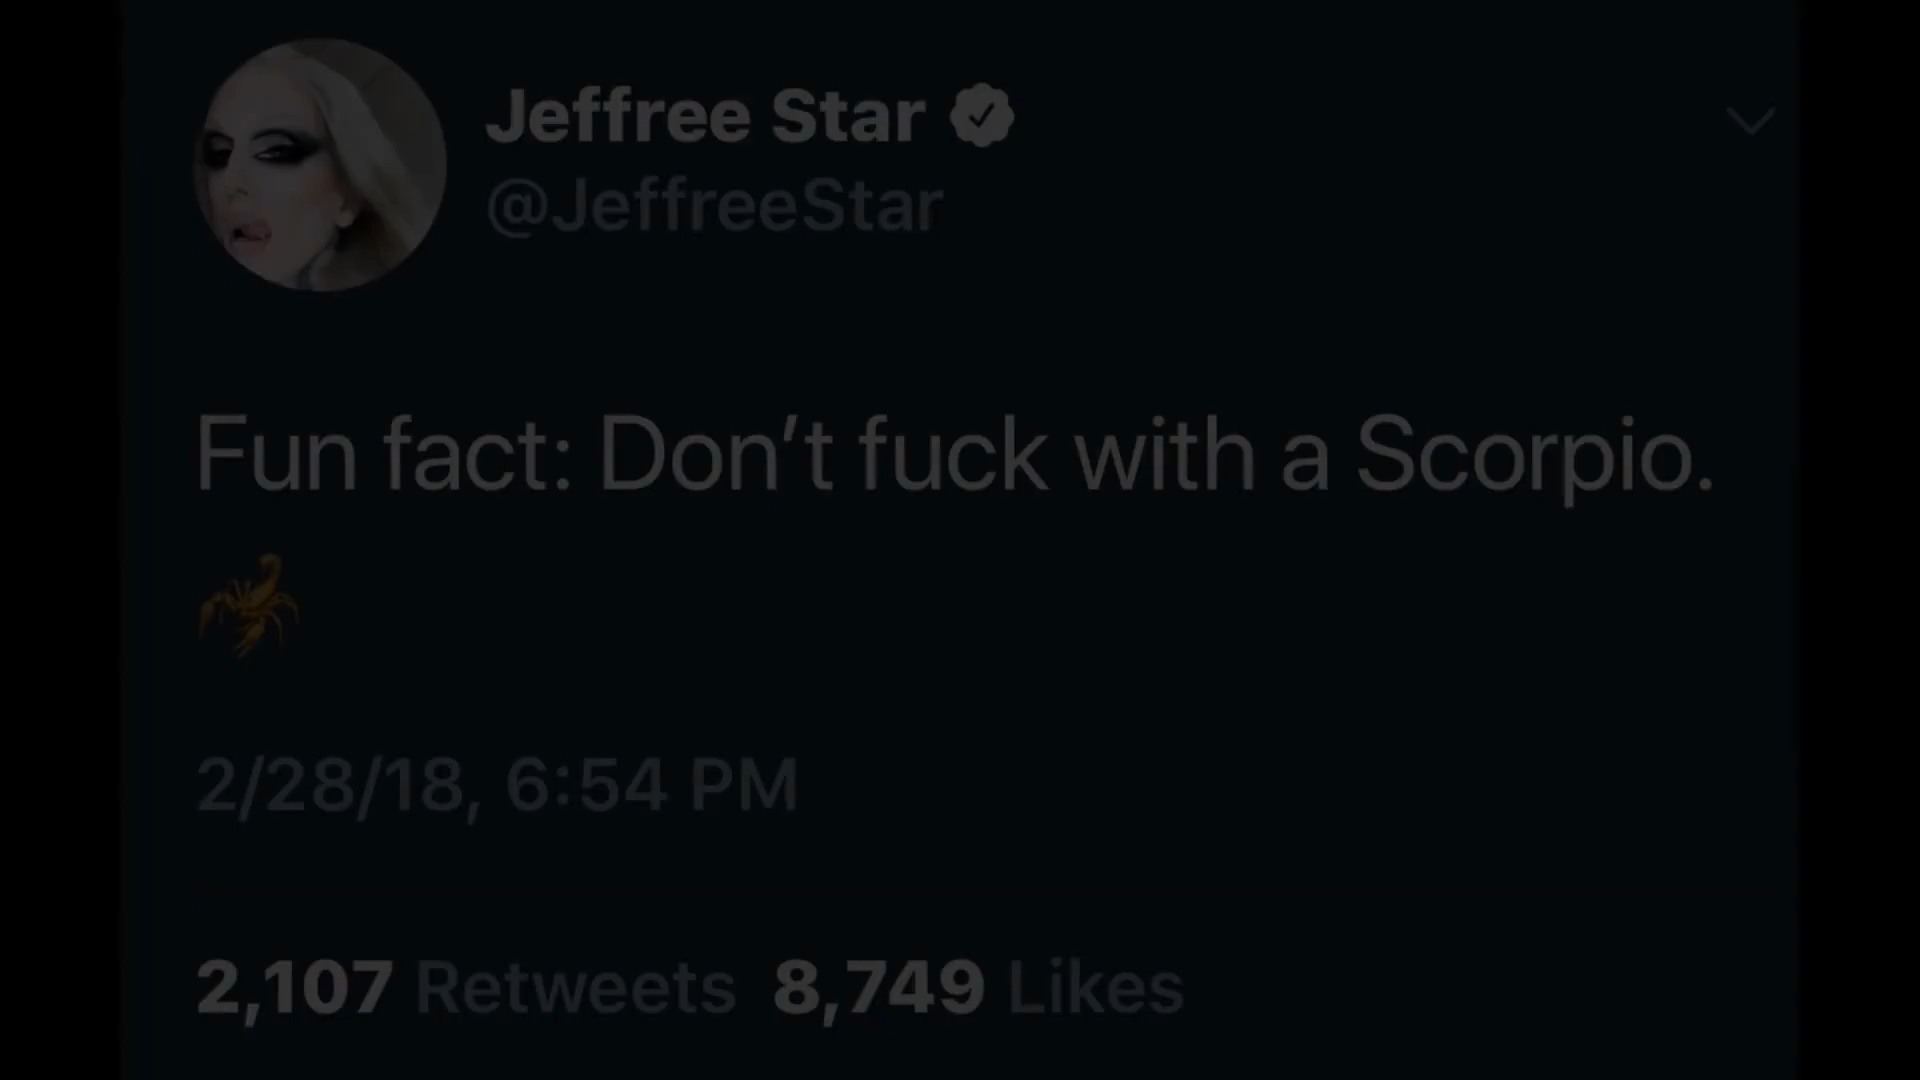 Jeffree Star
@JeffreeStar
Fun fact: Don’t fuck with a Scorpio.
🦂
2/28/18, 6:54 PM
2,107 Retweets 8,749 Likes